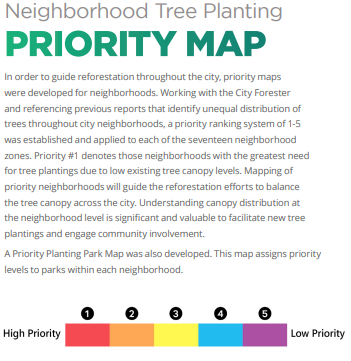 Neighborhood Tree Planting
PRIORITY MAP
In order to guide reforestation throughout the city, priority maps
were developed for neighborhoods. Working with the City Forester
and referencing previous reports that identify unequal distribution of
trees throughout city neighborhoods, a priority ranking system of 1-5
was established and applied to each of the seventeen neighborhood
zones. Priority #1 denotes those neighborhoods with the greatest need
for tree plantings due to low existing tree canopy levels. Mapping of
priority neighborhoods will guide the reforestation efforts to balance
the tree canopy across the city. Understanding canopy distribution at
the neighborhood level is significant and valuable to facilitate new tree
plantings and engage community involvement.
A Priority Planting Park Map was also developed. This map assigns priority
levels to parks within each neighborhood.
1 2 3 4 5
High Priority Low Priority